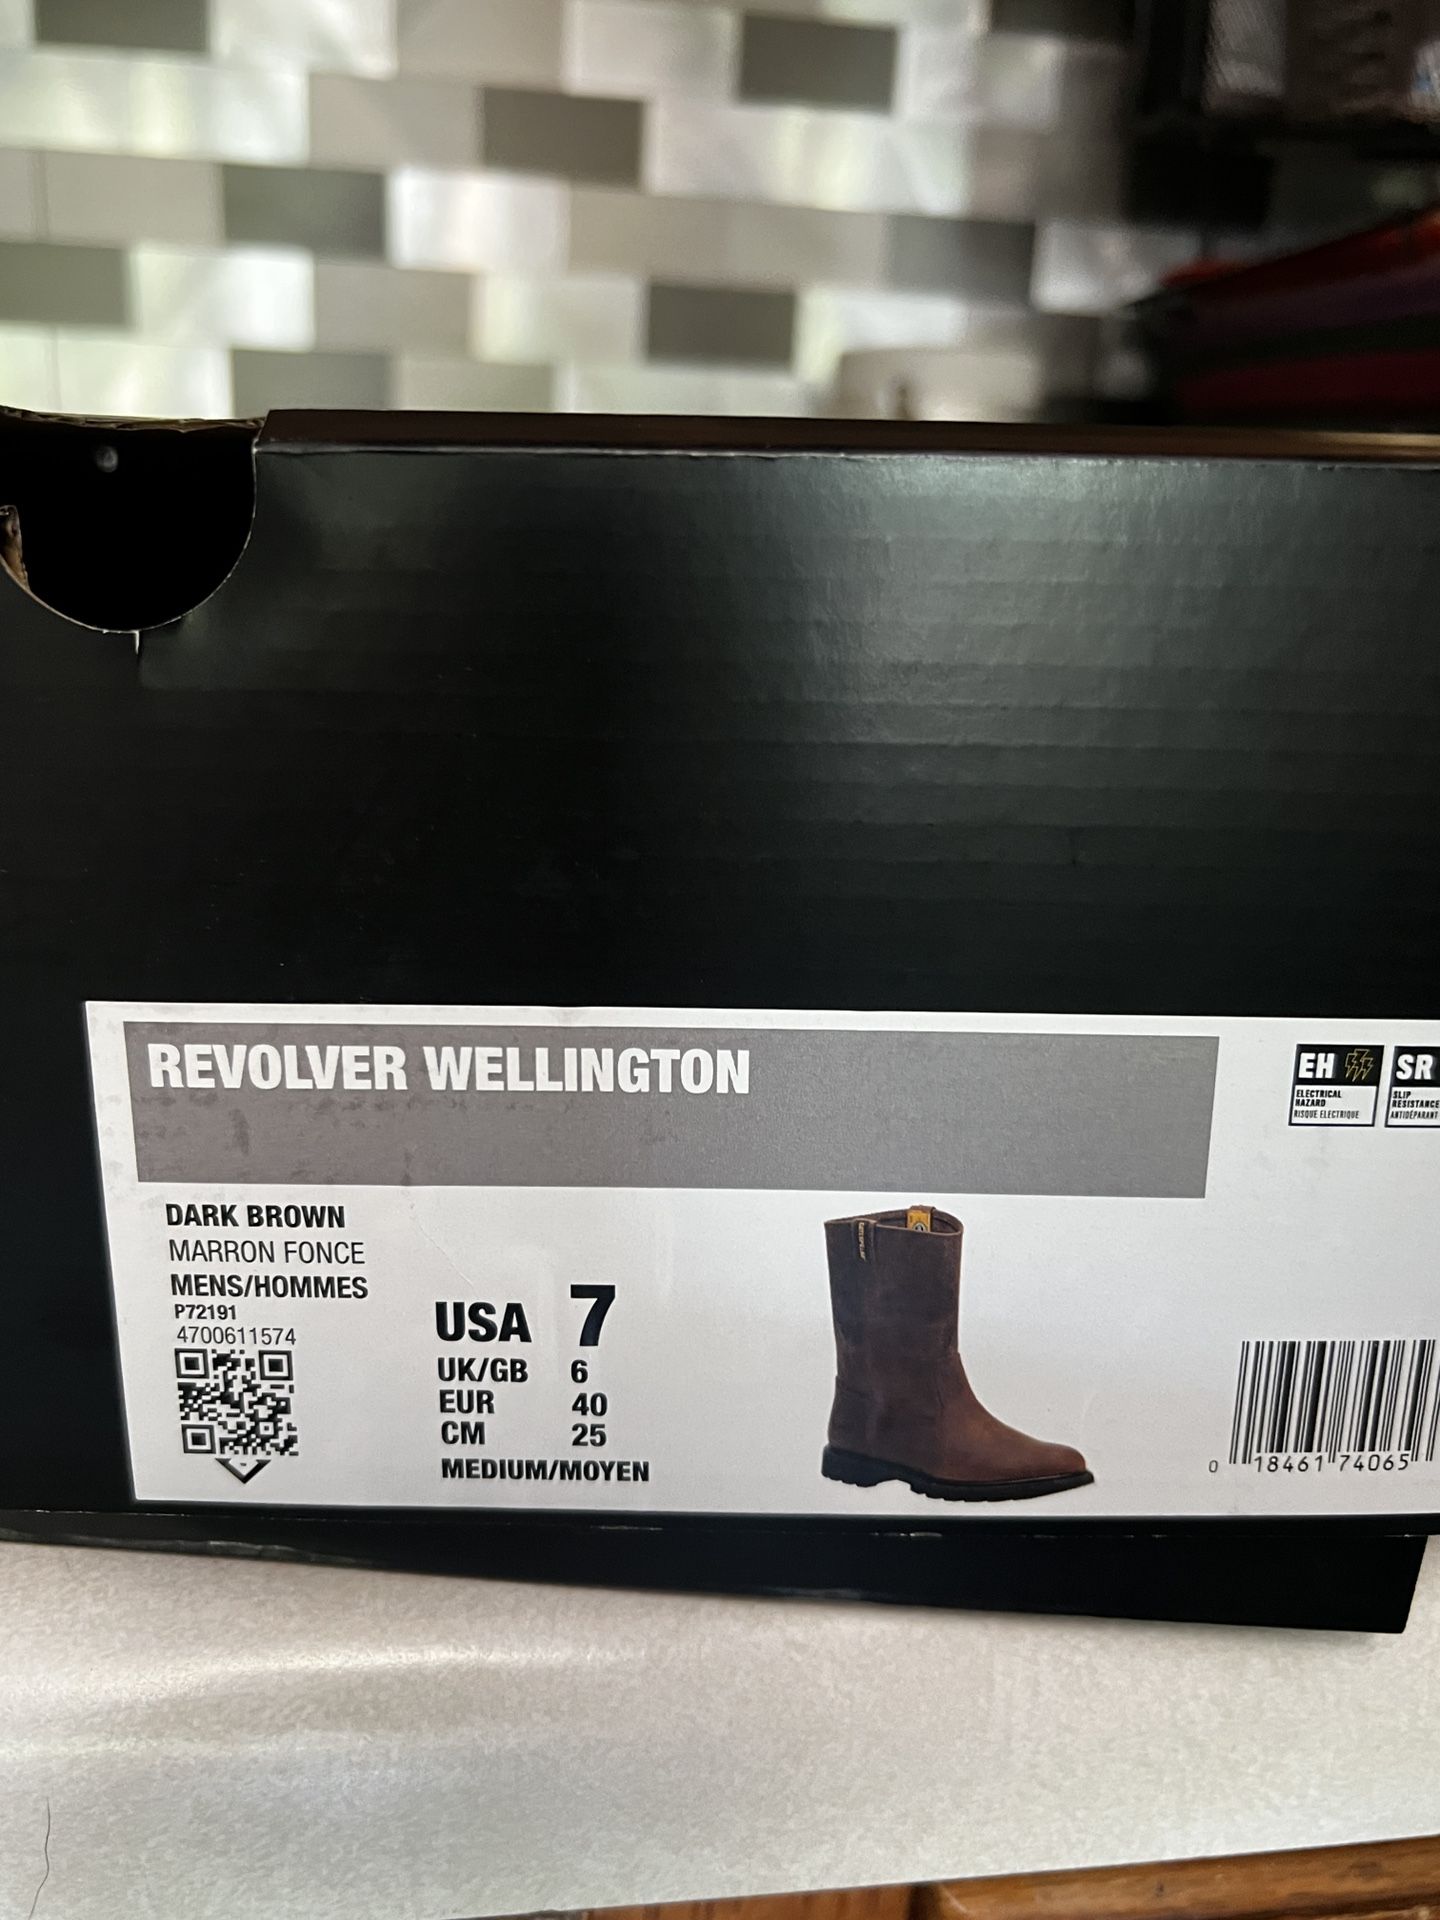 REVOLVER WELLINGTON
EH
ELECTRICAL
HAZARD
RISQUE ELECTRIQUE
SR
SLIP
RESISTANCE
ANTIDÉRAPANT
DARK BROWN
MARRON FONCE
MENS/HOMMES
P72191
4700611574
USA 7
UK/GB 6
EUR 40
CM 25
MEDIUM/MOYEN
0 18461 74065